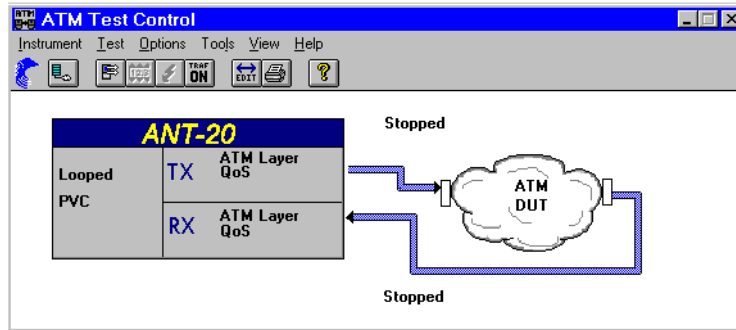 ATM Test Control
Instrument Test Options Tools View Help
TRAF
ON
EDIT
Stopped
ANT-20
Looped
PVC
TX ATM Layer
QoS
RX ATM Layer
QoS
ATM
DUT
Stopped